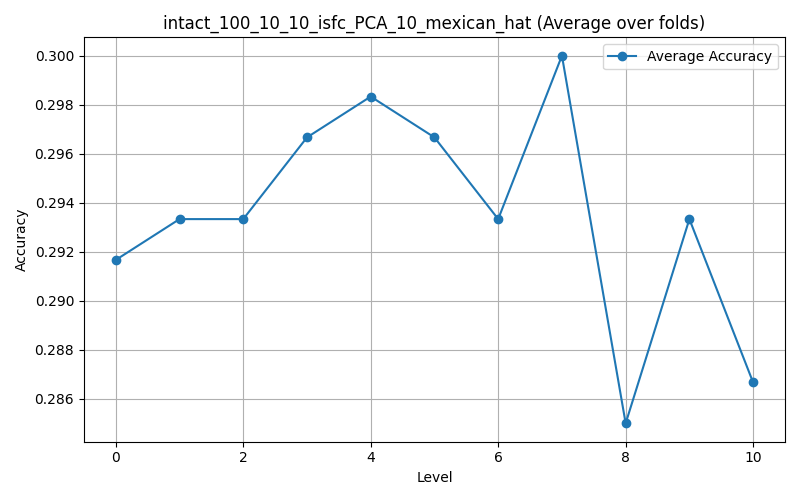 intact_100_10_10_isfc_PCA_10_mexican_hat (Average over folds)
Average Accuracy
0.300
0.298
0.296
0.294
0.292
0.290
0.288
0.286
Accuracy
0 2 4 6 8 10
Level